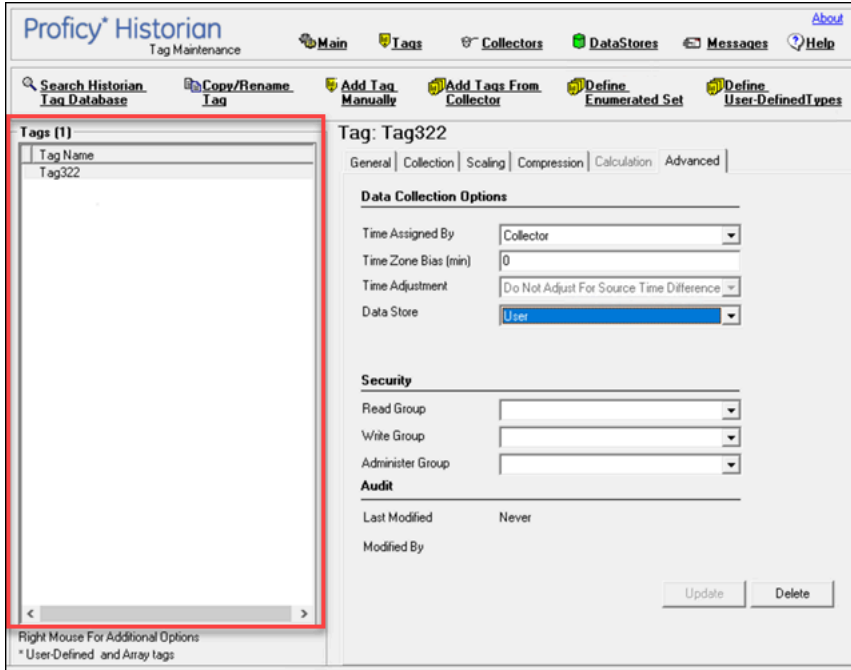 About
Proficy* Historian
Tag Maintenance
Main Tags Collectors DataStores Messages Help
Search Historian Tag Database
Copy/Rename Tag
Add Tag Manually
Add Tags From Collector
Define Enumerated Set
Define User-DefinedTypes
Tags (1)
Tag Name
Tag322
Right Mouse For Additional Options
* User-Defined and Array tags
Tag: Tag322
General Collection Scaling Compression Calculation Advanced
Data Collection Options
Time Assigned By Collector
Time Zone Bias (min) 0
Time Adjustment Do Not Adjust For Source Time Difference
Data Store User
Security
Read Group
Write Group
Administer Group
Audit
Last Modified Never
Modified By
Update Delete